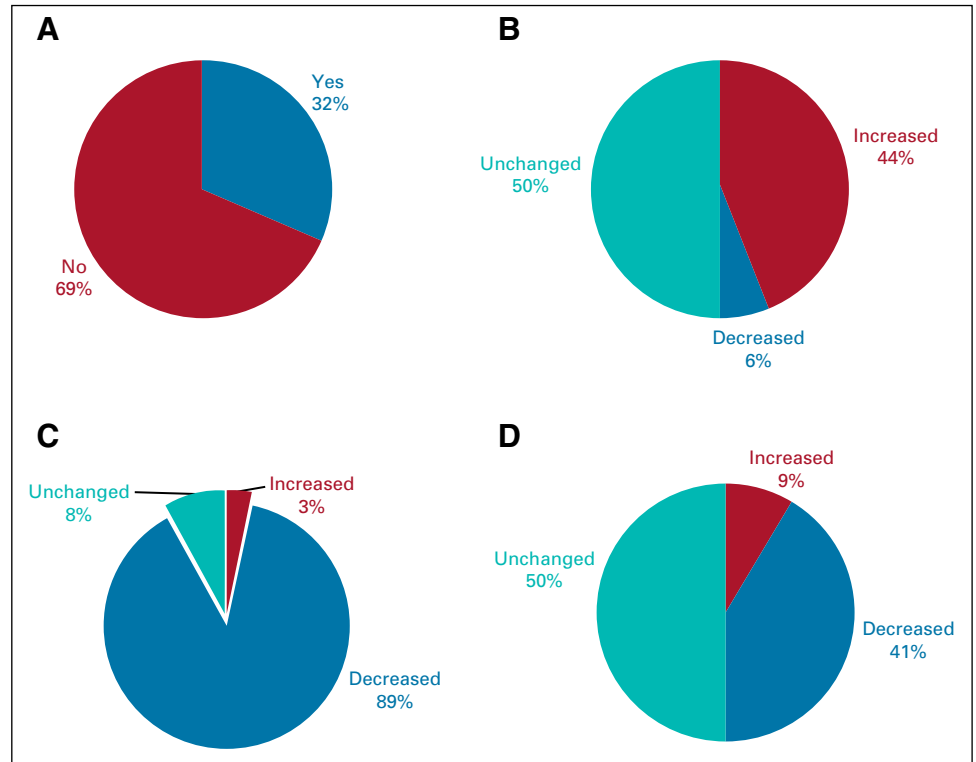 A
Yes
32%
No
69%
B
Increased
44%
Unchanged
50%
Decreased
6%
C
Unchanged
8%
Increased
3%
Decreased
89%
D
Increased
9%
Unchanged
50%
Decreased
41%